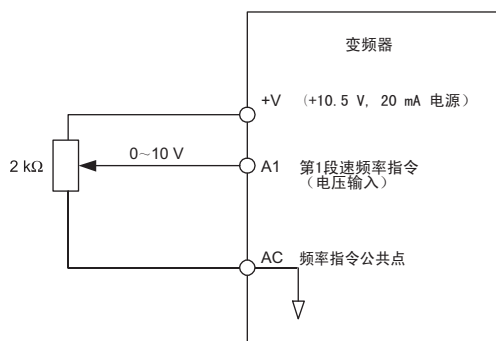 变频器
+V （+10.5 V, 20 mA 电源）
0～10 V
2 kΩ
A1 第1段速频率指令
（电压输入）
AC 频率指令公共点